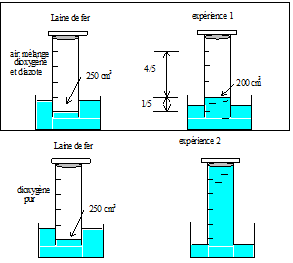 Laine de fer
expérience 1
air, mélange
dioxygène
et diazote
250 cm³
4/5
1/5
200 cm³
Laine de fer
expérience 2
dioxygène
pur
250 cm³